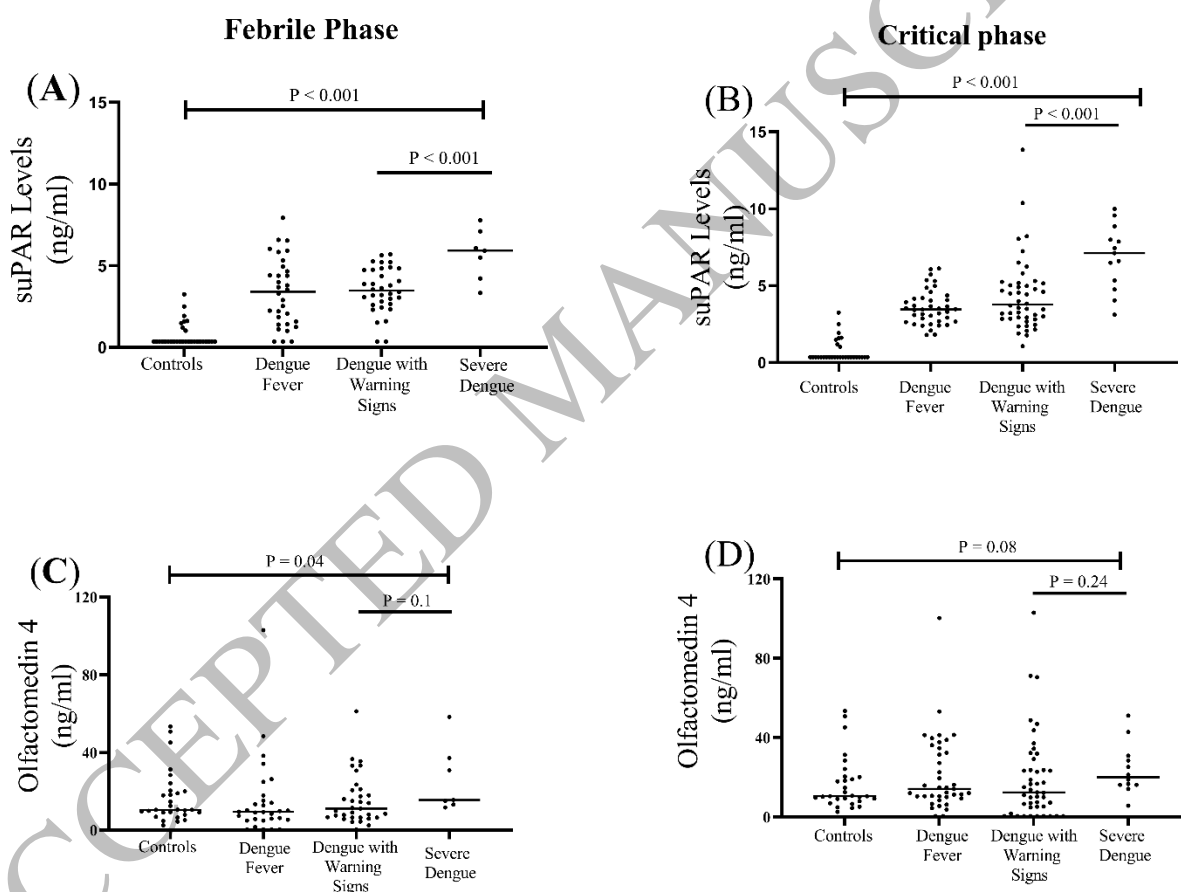 Febrile Phase
Critical phase
(A)
P < 0.001
P < 0.001
suPAR Levels
(ng/ml)
15
10
5
0
Controls
Dengue
Fever
Dengue with
Warning
Signs
Severe
Dengue
(B)
P < 0.001
P < 0.001
suPAR Levels
(ng/ml)
15
10
5
0
Controls
Dengue
Fever
Dengue with
Warning
Signs
Severe
Dengue
(C)
P = 0.04
P = 0.1
Olfactomedin 4
(ng/ml)
120
80
40
0
Controls
Dengue
Fever
Dengue with
Warning
Signs
Severe
Dengue
(D)
P = 0.08
P = 0.24
Olfactomedin 4
(ng/ml)
120
80
40
0
Controls
Dengue
Fever
Dengue with
Warning
Signs
Severe
Dengue
CCEPTED MANUSC